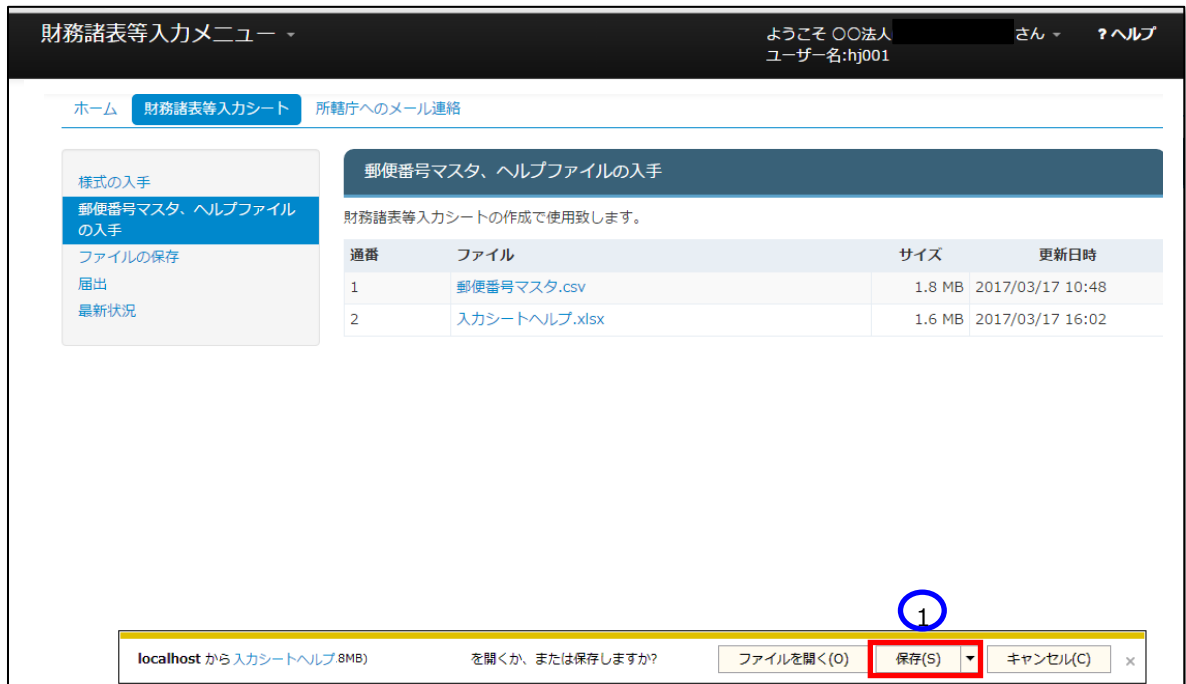 財務諸表等入力メニュー
ようこそ 〇〇法人 さん ?ヘルプ
ユーザー名:hj001
ホーム 財務諸表等入力シート 所轄庁へのメール連絡
様式の入手
郵便番号マスタ、ヘルプファイル
の入手
ファイルの保存
届出
最新状況
郵便番号マスタ、ヘルプファイルの入手
財務諸表等入力シートの作成で使用致します。
通番 ファイル サイズ 更新日時
1 郵便番号マスタ.csv 1.8 MB 2017/03/17 10:48
2 入力シートヘルプ.xlsx 1.6 MB 2017/03/17 16:02
1
localhost から 入力シートヘルプ.8MB) を開くか、または保存しますか? ファイルを開く(O) 保存(S) キャンセル(C) ×